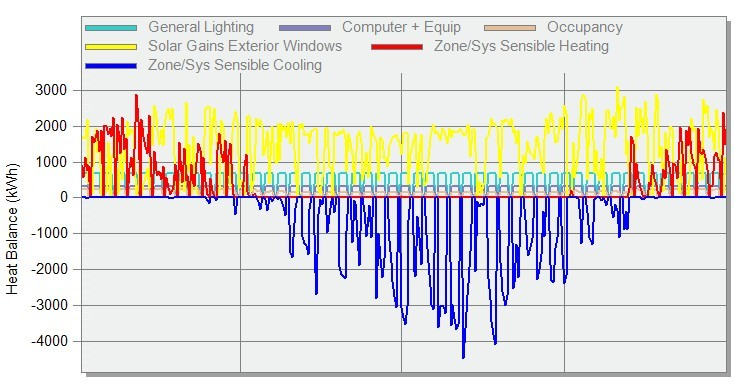 General Lighting Computer + Equip Occupancy
Solar Gains Exterior Windows Zone/Sys Sensible Heating
Zone/Sys Sensible Cooling
Heat Balance (kWh)
3000
2000
1000
0
-1000
-2000
-3000
-4000